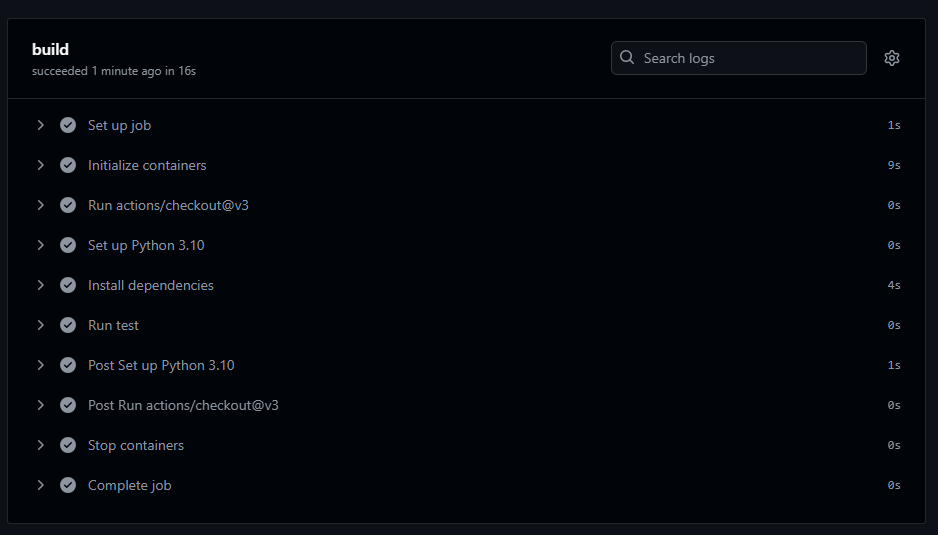 build
succeeded 1 minute ago in 16s
Search logs
Set up job 1s
Initialize containers 9s
Run actions/checkout@v3 0s
Set up Python 3.10 0s
Install dependencies 4s
Run test 0s
Post Set up Python 3.10 1s
Post Run actions/checkout@v3 0s
Stop containers 0s
Complete job 0s